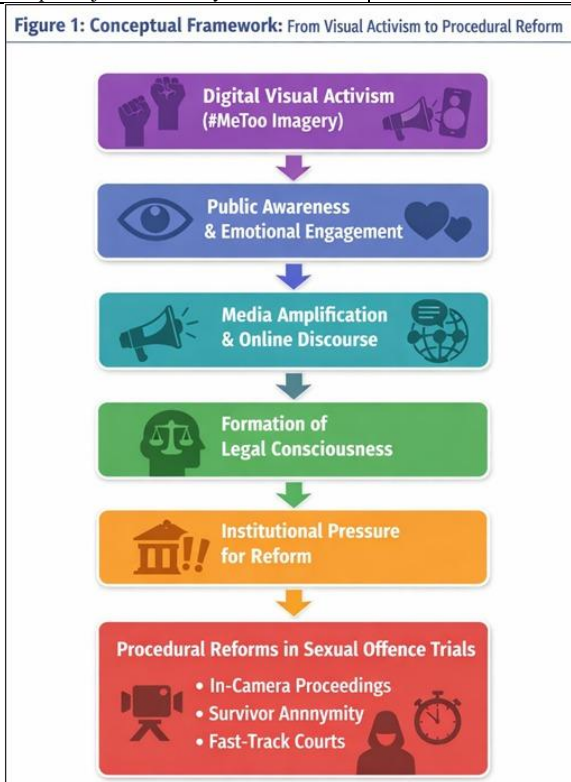 Figure 1: Conceptual Framework: From Visual Activism to Procedural Reform
Digital Visual Activism
(#MeToo Imagery)
Public Awareness
& Emotional Engagement
Media Amplification
& Online Discourse
Formation of
Legal Consciousness
Institutional Pressure
for Reform
!!
Procedural Reforms in Sexual Offence Trials
• In-Camera Proceedings
• Survivor Annnymity
• Fast-Track Courts